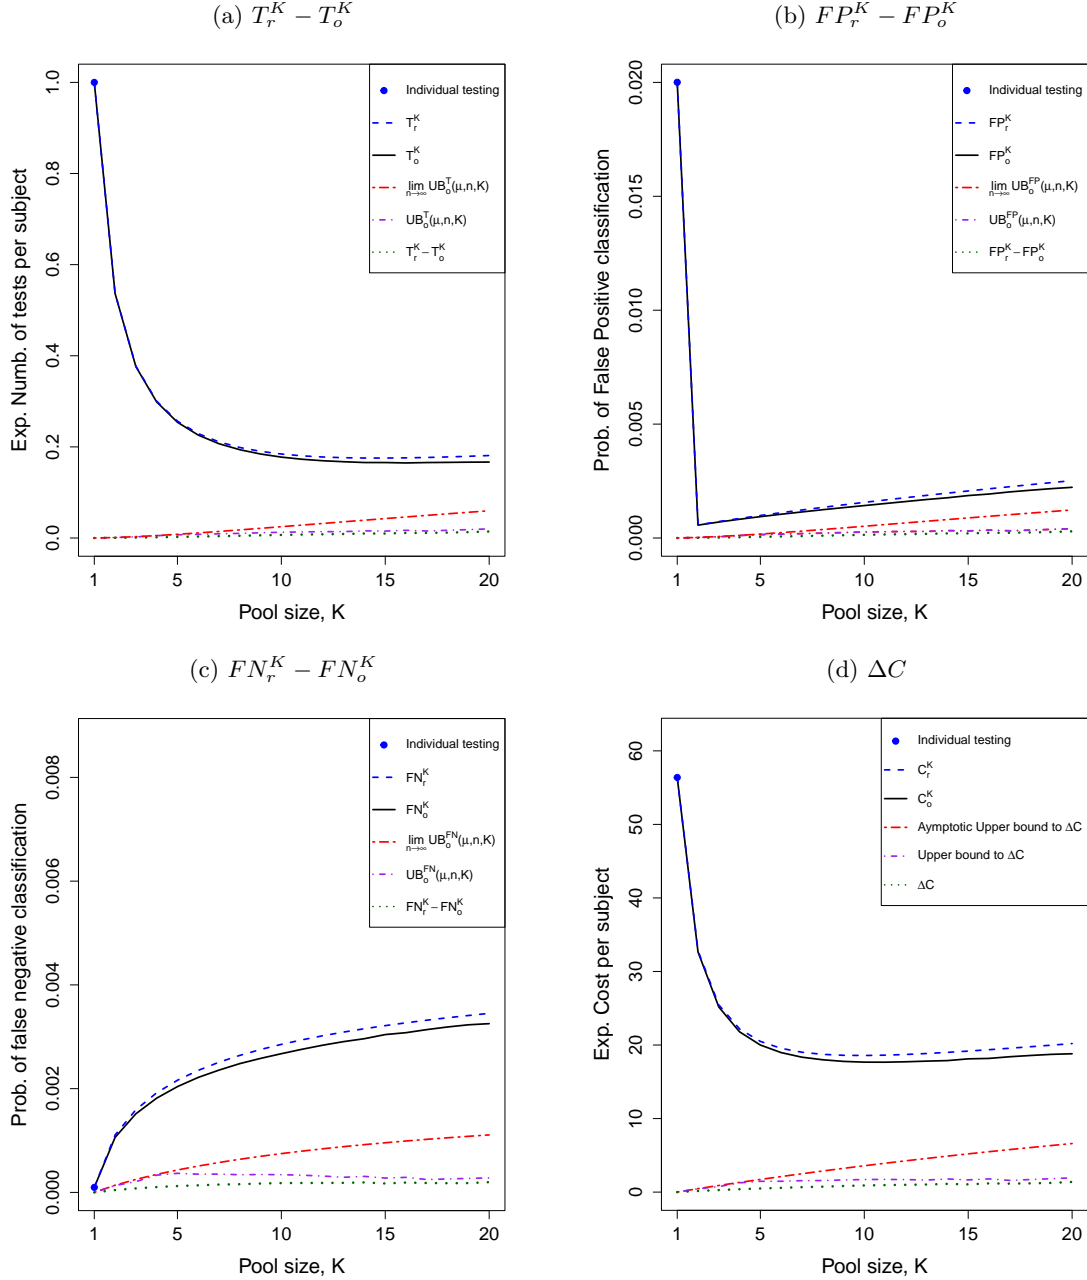 (a) T_r^K − T_o^K
Exp. Numb. of tests per subject
1.0
0.8
0.6
0.4
0.2
0.0
Individual testing
T_r^K
T_o^K
lim n→∞ UB_o^T(μ,n,K)
UB_o^T(μ,n,K)
T_r^K − T_o^K
1 5 10 15 20
Pool size, K
(b) FP_r^K − FP_o^K
Prob. of False Positive classification
0.020
0.015
0.010
0.005
0.000
Individual testing
FP_r^K
FP_o^K
lim n→∞ UB_o^FP(μ,n,K)
UB_o^FP(μ,n,K)
FP_r^K − FP_o^K
1 5 10 15 20
Pool size, K
(c) FN_r^K − FN_o^K
Prob. of false negative classification
0.008
0.006
0.004
0.002
0.000
Individual testing
FN_r^K
FN_o^K
lim n→∞ UB_o^FN(μ,n,K)
UB_o^FN(μ,n,K)
FN_r^K − FN_o^K
1 5 10 15 20
Pool size, K
(d) ΔC
Exp. Cost per subject
60
50
40
30
20
10
0
Individual testing
C_r^K
C_o^K
Aymptotic Upper bound to ΔC
Upper bound to ΔC
ΔC
1 5 10 15 20
Pool size, K